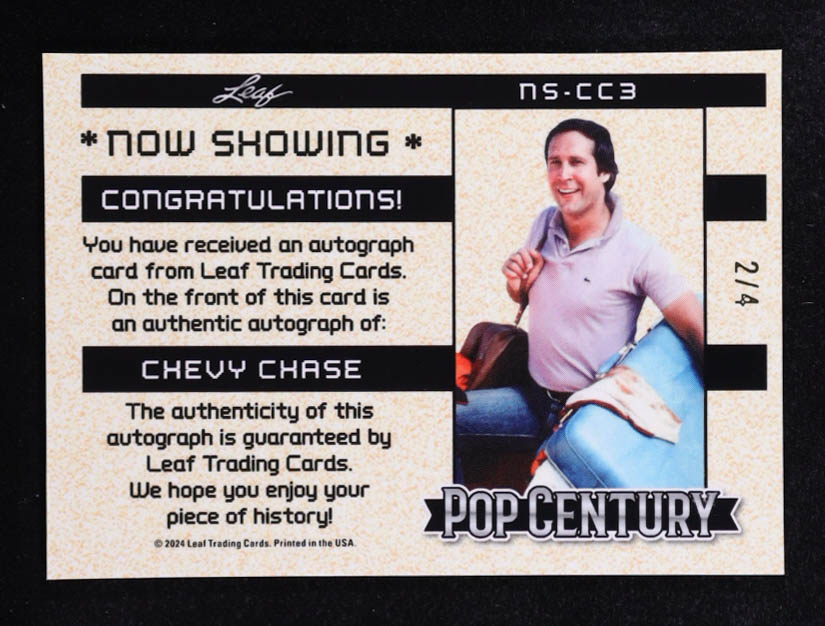 Leaf
NS-CC3
* NOW SHOWING *
CONGRATULATIONS!
You have received an autograph
card from Leaf Trading Cards.
On the front of this card is
an authentic autograph of:
CHEVY CHASE
The authenticity of this
autograph is guaranteed by
Leaf Trading Cards.
We hope you enjoy your
piece of history!
© 2024 Leaf Trading Cards. Printed in the USA.
2/4
POP CENTURY